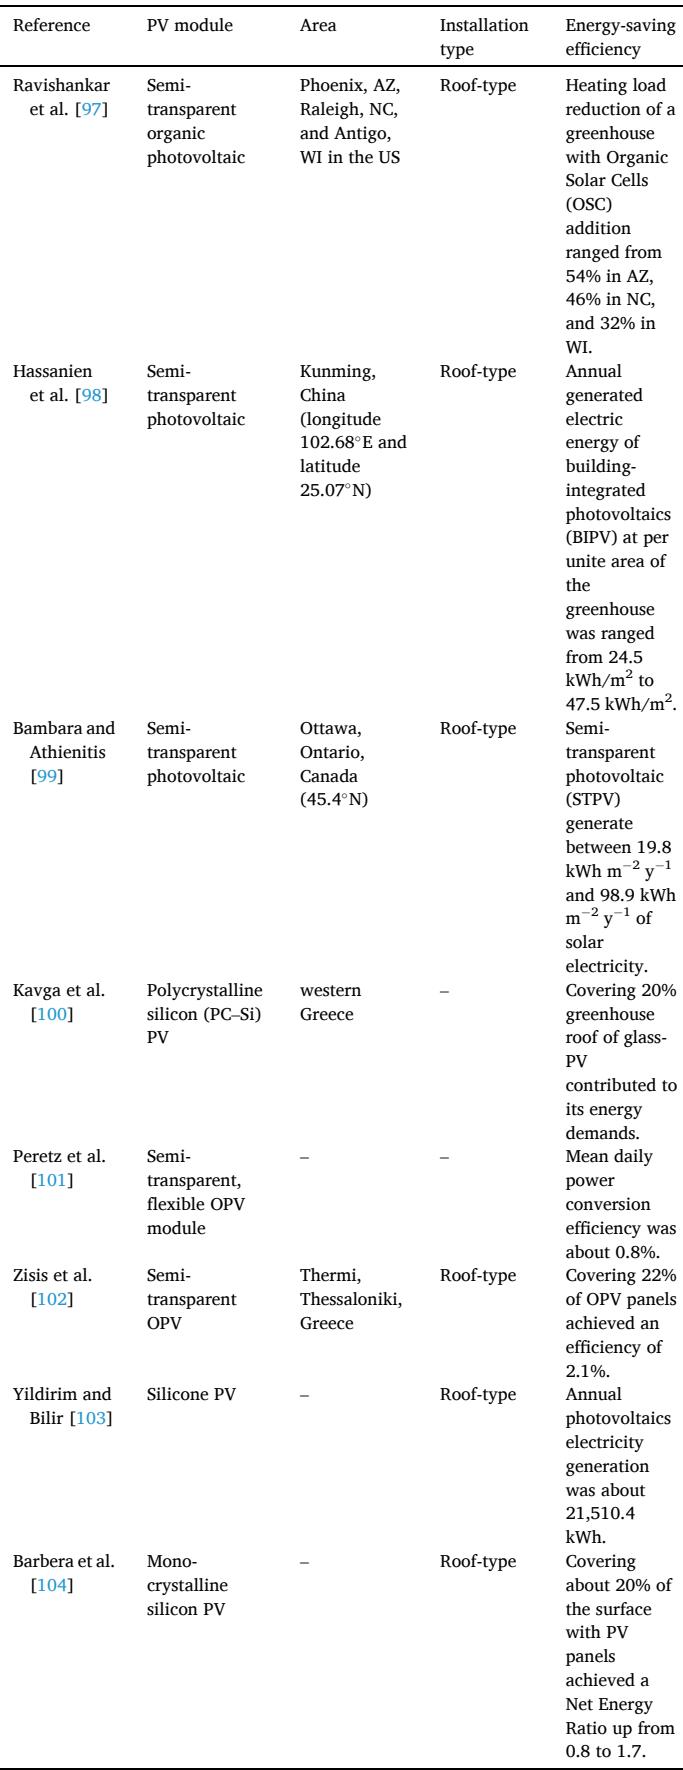 Reference PV module Area Installation type Energy-saving efficiency
Ravishankar et al. [97]
Semi-
transparent
organic
photovoltaic
Phoenix, AZ,
Raleigh, NC,
and Antigo,
WI in the US
Roof-type
Heating load
reduction of a
greenhouse
with Organic
Solar Cells
(OSC)
addition
ranged from
54% in AZ,
46% in NC,
and 32% in
WI.
Hassanien
et al. [98]
Semi-
transparent
photovoltaic
Kunming,
China
(longitude
102.68°E and
latitude
25.07°N)
Roof-type
Annual
generated
electric
energy of
building-
integrated
photovoltaics
(BIPV) at per
unite area of
the
greenhouse
was ranged
from 24.5
kWh/m² to
47.5 kWh/m².
Bambara and
Athienitis
[99]
Semi-
transparent
photovoltaic
Ottawa,
Ontario,
Canada
(45.4°N)
Roof-type
Semi-
transparent
photovoltaic
(STPV)
generate
between 19.8
kWh m⁻² y⁻¹
and 98.9 kWh
m⁻² y⁻¹ of
solar
electricity.
Kavga et al.
[100]
Polycrystalline
silicon (PC–Si)
PV
western
Greece
–
Covering 20%
greenhouse
roof of glass-
PV
contributed to
its energy
demands.
Peretz et al.
[101]
Semi-
transparent,
flexible OPV
module
–
–
Mean daily
power
conversion
efficiency was
about 0.8%.
Zisis et al.
[102]
Semi-
transparent
OPV
Thermi,
Thessaloniki,
Greece
Roof-type
Covering 22%
of OPV panels
achieved an
efficiency of
2.1%.
Yildirim and
Bilir [103]
Silicone PV
–
Roof-type
Annual
photovoltaics
electricity
generation
was about
21,510.4
kWh.
Barbera et al.
[104]
Mono-
crystalline
silicon PV
–
Roof-type
Covering
about 20% of
the surface
with PV
panels
achieved a
Net Energy
Ratio up from
0.8 to 1.7.